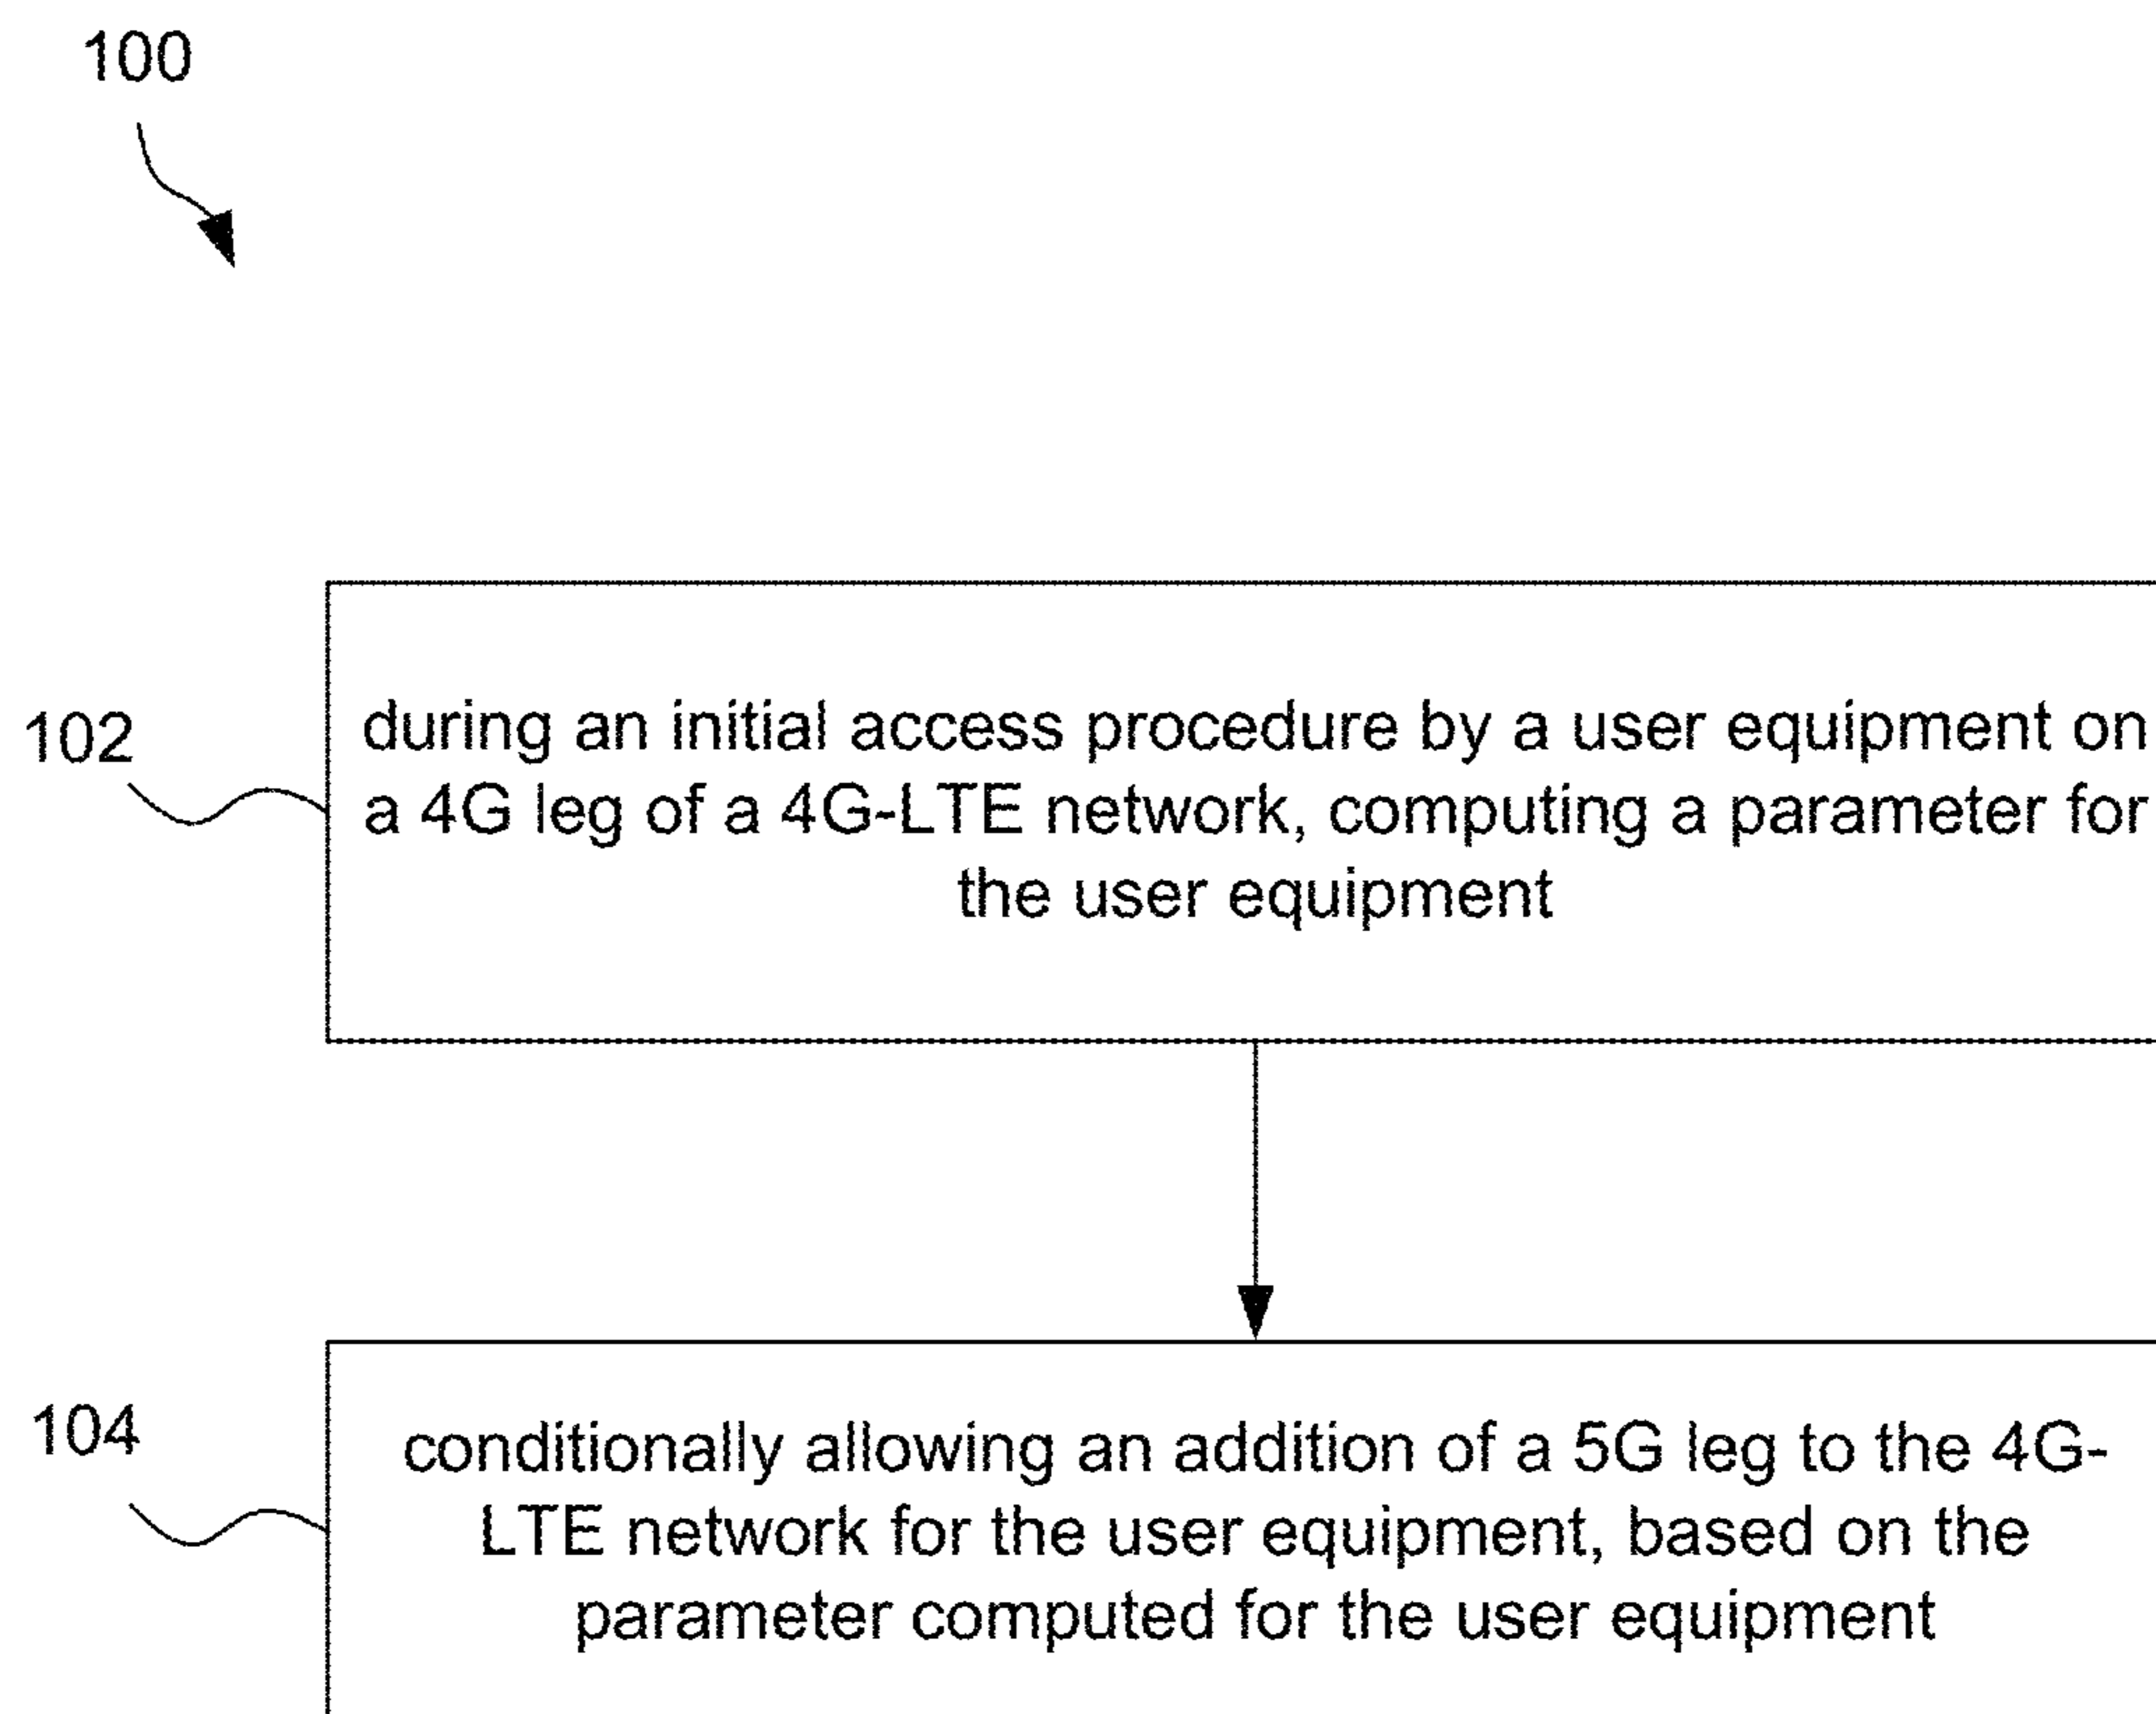 100
102
during an initial access procedure by a user equipment on
a 4G leg of a 4G-LTE network, computing a parameter for
the user equipment
104
conditionally allowing an addition of a 5G leg to the 4G-
LTE network for the user equipment, based on the
parameter computed for the user equipment